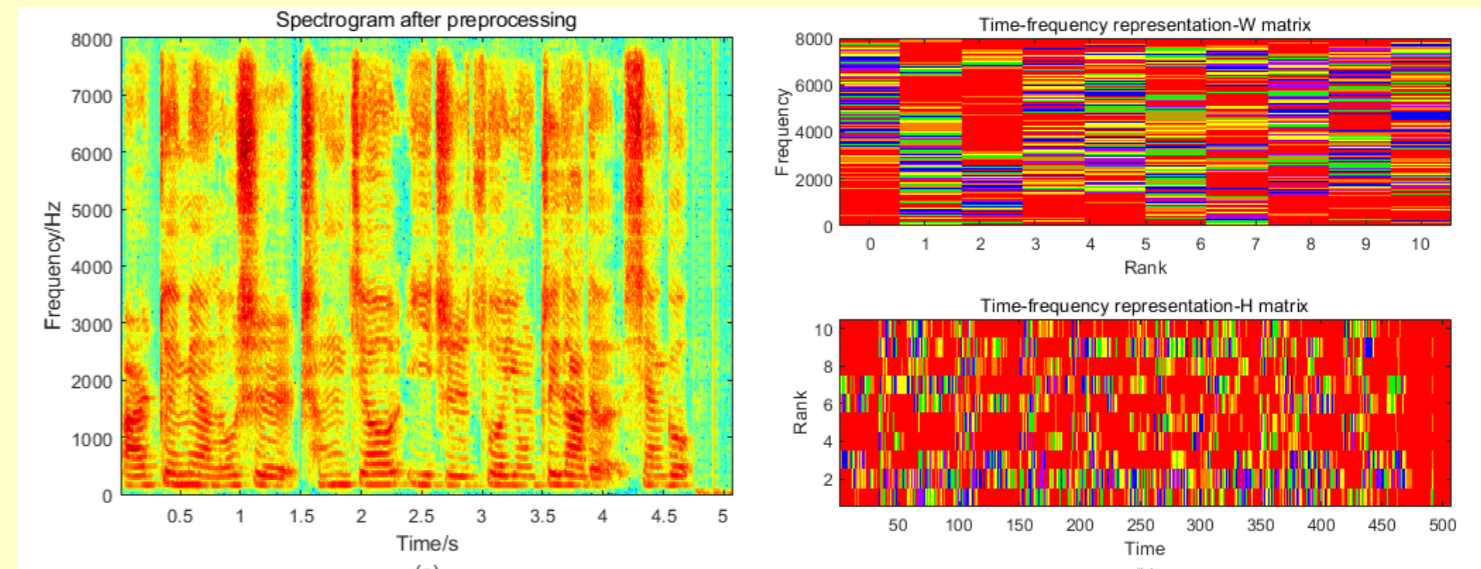 Spectrogram after preprocessing
8000
7000
6000
5000
4000
3000
2000
1000
0
Frequency/Hz
0.5 1 1.5 2 2.5 3 3.5 4 4.5 5
Time/s
Time-frequency representation-W matrix
8000
6000
4000
2000
0
Frequency
0 1 2 3 4 5 6 7 8 9 10
Rank
Time-frequency representation-H matrix
10
8
6
4
2
Rank
50 100 150 200 250 300 350 400 450 500
Time